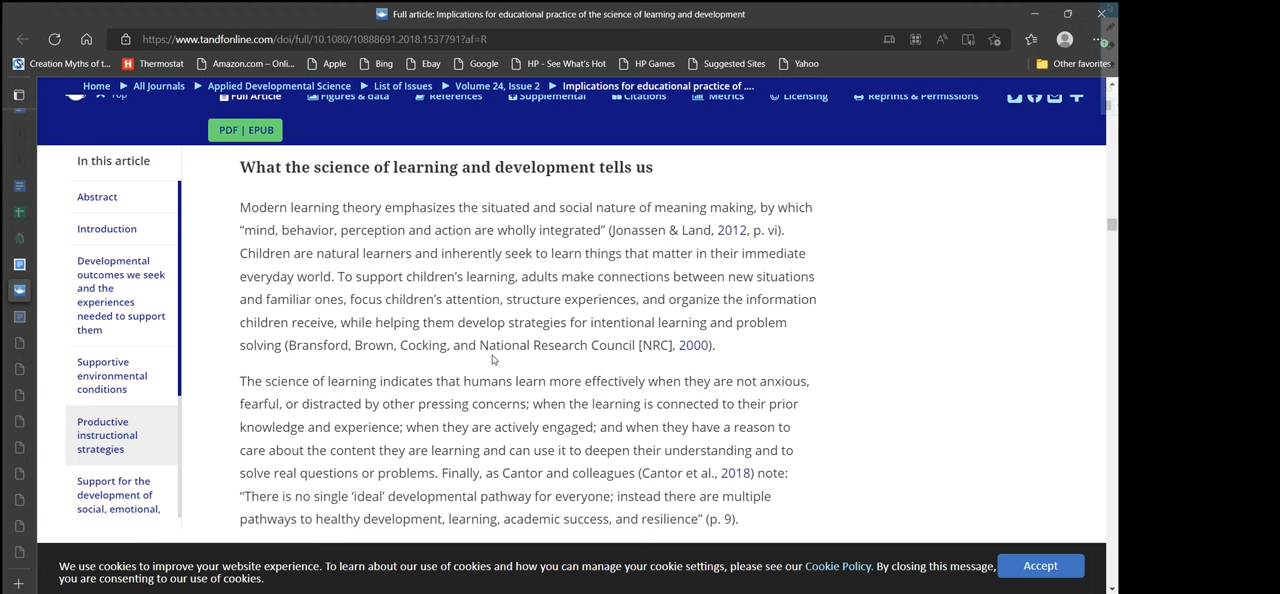 Full article: Implications for educational practice of the science of learning and development
https://www.tandfonline.com/doi/full/10.1080/10888691.2018.1537791?af=R
Creation Myths of t... Thermostat Amazon.com – Onli... Apple Bing Ebay Google HP - See What's Hot HP Games Suggested Sites Yahoo Other favorites
Home All Journals Applied Developmental Science List of Issues Volume 24, Issue 2 Implications for educational practice of ....
Top Full Article Figures & data References Supplemental Citations Metrics Licensing Reprints & Permissions
PDF | EPUB
In this article
Abstract
Introduction
Developmental
outcomes we seek
and the
experiences
needed to support
them
Supportive
environmental
conditions
Productive
instructional
strategies
Support for the
development of
social, emotional,
What the science of learning and development tells us
Modern learning theory emphasizes the situated and social nature of meaning making, by which
“mind, behavior, perception and action are wholly integrated” (Jonassen & Land, 2012, p. vi).
Children are natural learners and inherently seek to learn things that matter in their immediate
everyday world. To support children’s learning, adults make connections between new situations
and familiar ones, focus children’s attention, structure experiences, and organize the information
children receive, while helping them develop strategies for intentional learning and problem
solving (Bransford, Brown, Cocking, and National Research Council [NRC], 2000).
The science of learning indicates that humans learn more effectively when they are not anxious,
fearful, or distracted by other pressing concerns; when the learning is connected to their prior
knowledge and experience; when they are actively engaged; and when they have a reason to
care about the content they are learning and can use it to deepen their understanding and to
solve real questions or problems. Finally, as Cantor and colleagues (Cantor et al., 2018) note:
“There is no single ‘ideal’ developmental pathway for everyone; instead there are multiple
pathways to healthy development, learning, academic success, and resilience” (p. 9).
We use cookies to improve your website experience. To learn about our use of cookies and how you can manage your cookie settings, please see our Cookie Policy. By closing this message,
you are consenting to our use of cookies.
Accept